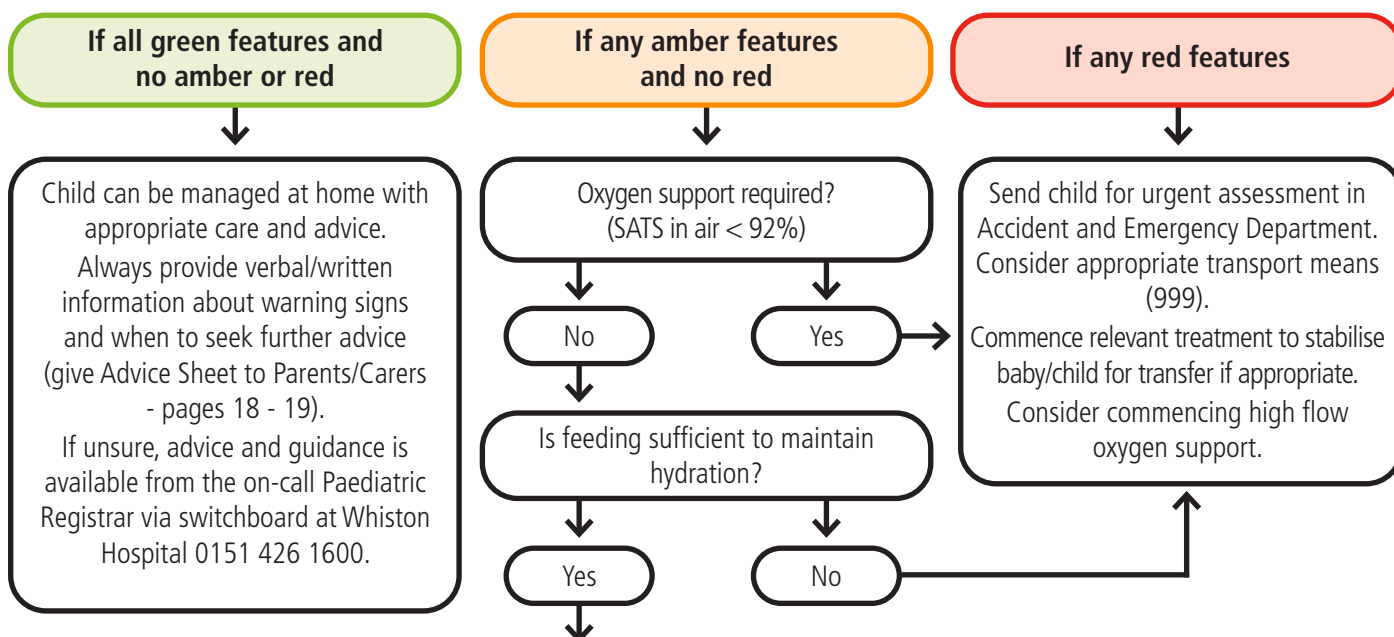 If all green features and
no amber or red
Child can be managed at home with
appropriate care and advice.
Always provide verbal/written
information about warning signs
and when to seek further advice
(give Advice Sheet to Parents/Carers
- pages 18 - 19).
If unsure, advice and guidance is
available from the on-call Paediatric
Registrar via switchboard at Whiston
Hospital 0151 426 1600.
If any amber features
and no red
Oxygen support required?
(SATS in air < 92%)
No
Yes
Is feeding sufficient to maintain
hydration?
Yes
No
If any red features
Send child for urgent assessment in
Accident and Emergency Department.
Consider appropriate transport means
(999).
Commence relevant treatment to stabilise
baby/child for transfer if appropriate.
Consider commencing high flow
oxygen support.